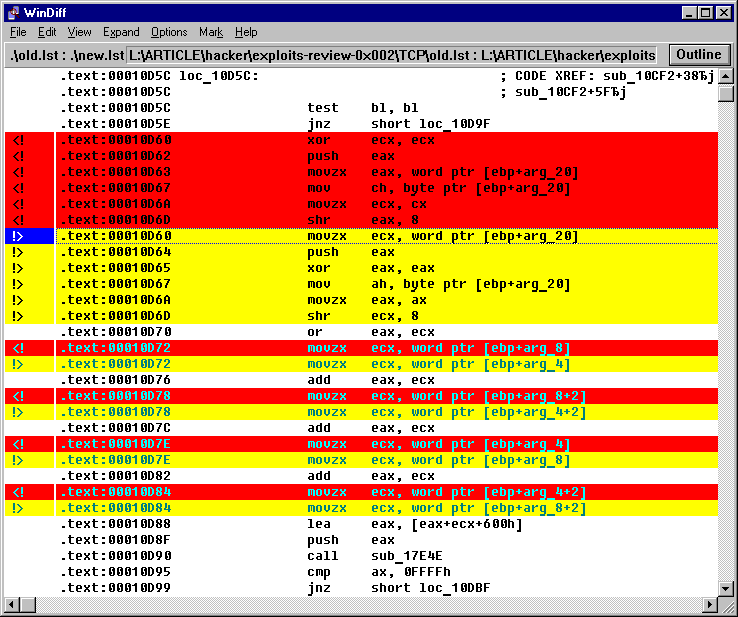 WinDiff
File Edit View Expand Options Mark Help
.\old.lst : .\new.lst L:\ARTICLE\hacker\exploits-review-0x002\TCP\old.lst : L:\ARTICLE\hacker\exploits Outline
.text:00010D5C loc_10D5C: ; CODE XREF: sub_10CF2+38Ъj
.text:00010D5C ; sub_10CF2+5FЪj
.text:00010D5C test bl, bl
.text:00010D5E jnz short loc_10D9F
<! .text:00010D60 xor ecx, ecx
<! .text:00010D62 push eax
<! .text:00010D63 movzx eax, word ptr [ebp+arg_20]
<! .text:00010D67 mov ch, byte ptr [ebp+arg_20]
<! .text:00010D6A movzx ecx, cx
<! .text:00010D6D shr eax, 8
!> .text:00010D60 movzx ecx, word ptr [ebp+arg_20]
!> .text:00010D64 push eax
!> .text:00010D65 xor eax, eax
!> .text:00010D67 mov ah, byte ptr [ebp+arg_20]
!> .text:00010D6A movzx eax, ax
!> .text:00010D6D shr ecx, 8
.text:00010D70 or eax, ecx
<! .text:00010D72 movzx ecx, word ptr [ebp+arg_8]
!> .text:00010D72 movzx ecx, word ptr [ebp+arg_4]
.text:00010D76 add eax, ecx
<! .text:00010D78 movzx ecx, word ptr [ebp+arg_8+2]
!> .text:00010D78 movzx ecx, word ptr [ebp+arg_4+2]
.text:00010D7C add eax, ecx
<! .text:00010D7E movzx ecx, word ptr [ebp+arg_4]
!> .text:00010D7E movzx ecx, word ptr [ebp+arg_8]
.text:00010D82 add eax, ecx
<! .text:00010D84 movzx ecx, word ptr [ebp+arg_4+2]
!> .text:00010D84 movzx ecx, word ptr [ebp+arg_8+2]
.text:00010D88 lea eax, [eax+ecx+600h]
.text:00010D8F push eax
.text:00010D90 call sub_17E4E
.text:00010D95 cmp ax, 0FFFFh
.text:00010D99 jnz short loc_10DBF